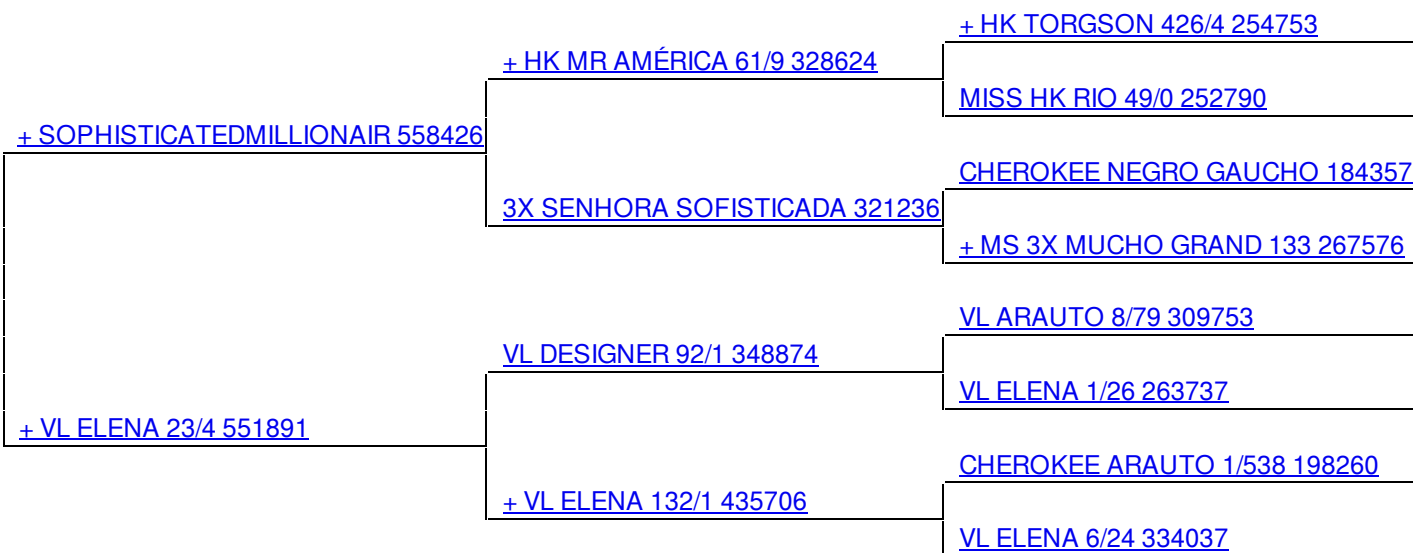 + HK TORGSON 426/4 254753
+ HK MR AMÉRICA 61/9 328624
MISS HK RIO 49/0 252790
+ SOPHISTICATEDMILLIONAIR 558426
CHEROKEE NEGRO GAUCHO 184357
3X SENHORA SOFISTICADA 321236
+ MS 3X MUCHO GRAND 133 267576
VL ARAUTO 8/79 309753
VL DESIGNER 92/1 348874
VL ELENA 1/26 263737
+ VL ELENA 23/4 551891
CHEROKEE ARAUTO 1/538 198260
+ VL ELENA 132/1 435706
VL ELENA 6/24 334037